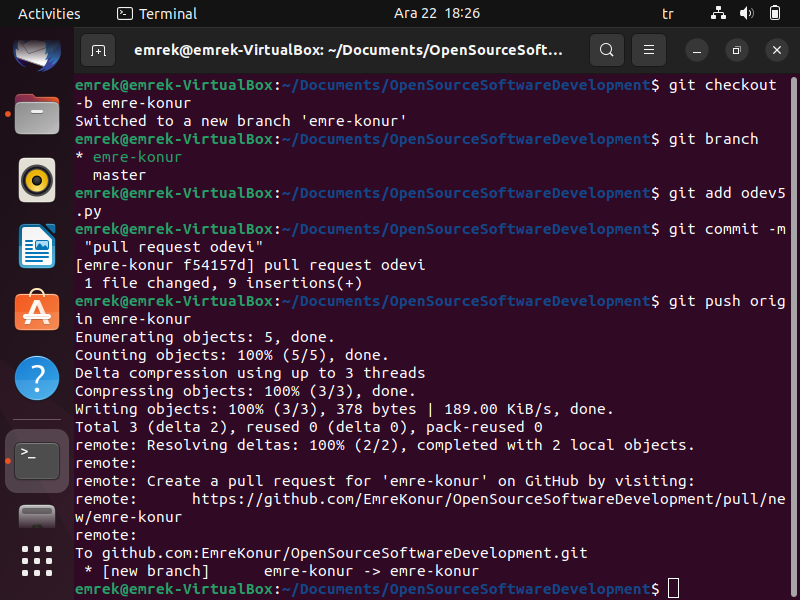 Activities
Terminal
Ara 22 18:26
tr
emrek@emrek-VirtualBox: ~/Documents/OpenSourceSoft...
emrek@emrek-VirtualBox:~/Documents/OpenSourceSoftwareDevelopment$ git checkout
-b emre-konur
Switched to a new branch 'emre-konur'
emrek@emrek-VirtualBox:~/Documents/OpenSourceSoftwareDevelopment$ git branch
* emre-konur
  master
emrek@emrek-VirtualBox:~/Documents/OpenSourceSoftwareDevelopment$ git add odev5
.py
emrek@emrek-VirtualBox:~/Documents/OpenSourceSoftwareDevelopment$ git commit -m
 "pull request odevi"
[emre-konur f54157d] pull request odevi
 1 file changed, 9 insertions(+)
emrek@emrek-VirtualBox:~/Documents/OpenSourceSoftwareDevelopment$ git push orig
in emre-konur
Enumerating objects: 5, done.
Counting objects: 100% (5/5), done.
Delta compression using up to 3 threads
Compressing objects: 100% (3/3), done.
Writing objects: 100% (3/3), 378 bytes | 189.00 KiB/s, done.
Total 3 (delta 2), reused 0 (delta 0), pack-reused 0
remote: Resolving deltas: 100% (2/2), completed with 2 local objects.
remote:
remote: Create a pull request for 'emre-konur' on GitHub by visiting:
remote:      https://github.com/EmreKonur/OpenSourceSoftwareDevelopment/pull/ne
w/emre-konur
remote:
To github.com:EmreKonur/OpenSourceSoftwareDevelopment.git
 * [new branch]      emre-konur -> emre-konur
emrek@emrek-VirtualBox:~/Documents/OpenSourceSoftwareDevelopment$